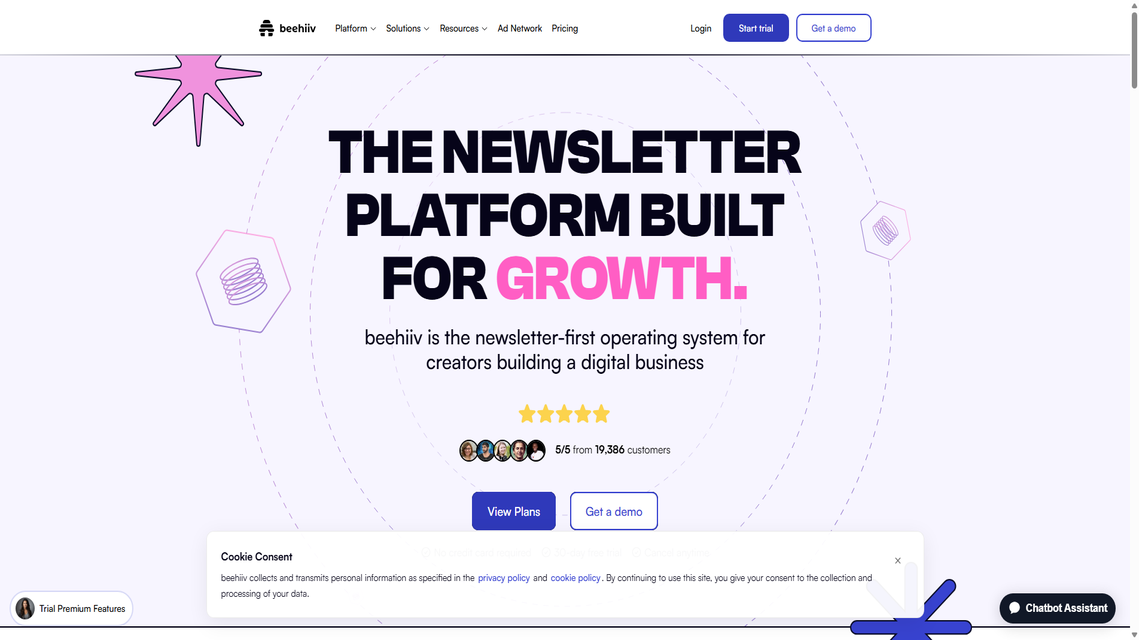 beehiiv
Platform
Solutions
Resources
Ad Network
Pricing
Login
Start trial
Get a demo
THE NEWSLETTER
PLATFORM BUILT
FOR GROWTH.
beehiiv is the newsletter-first operating system for
creators building a digital business
5/5 from 19,386 customers
View Plans
Get a demo
Cookie Consent
beehiiv collects and transmits personal information as specified in the privacy policy and cookie policy. By continuing to use this site, you give your consent to the collection and
processing of your data.
Trial Premium Features
Chatbot Assistant